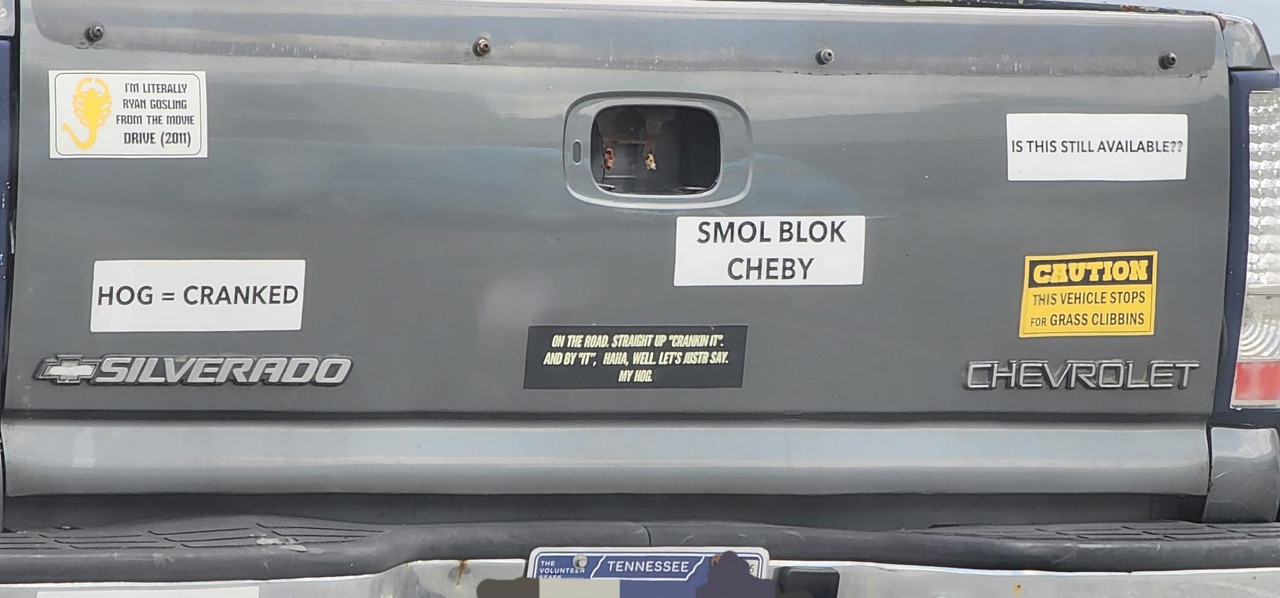 I'M LITERALLY
RYAN GOSLING
FROM THE MOVIE
DRIVE (2011)
IS THIS STILL AVAILABLE??
SMOL BLOK
CHEBY
HOG = CRANKED
CAUTION
THIS VEHICLE STOPS
FOR GRASS CLIBBINS
ON THE ROAD. STRAIGHT UP "CRANKIN IT".
AND BY "IT", HAHA, WELL. LET'S JUSTR SAY.
MY HOG.
SILVERADO
CHEVROLET
THE
VOLUNTEER
STATE
TENNESSEE